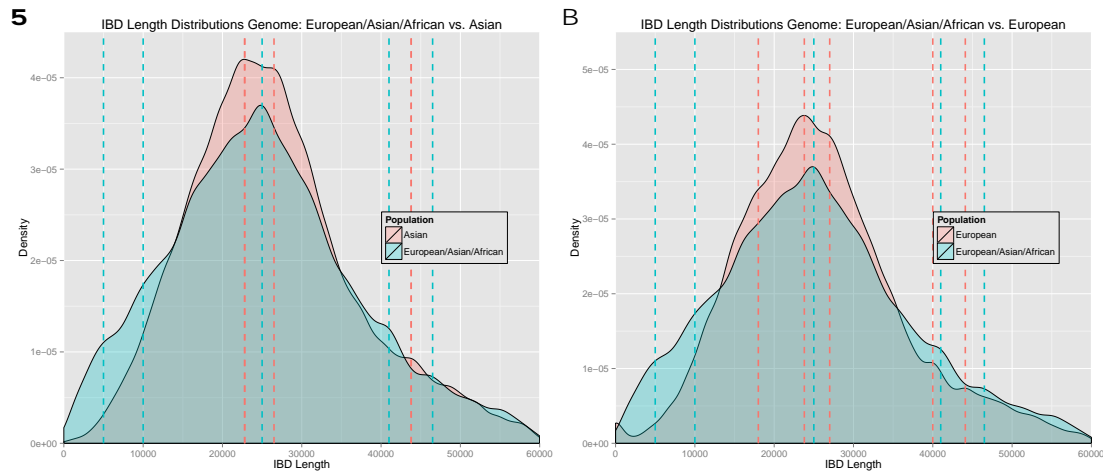 5
IBD Length Distributions Genome: European/Asian/African vs. Asian
4e−05
3e−05
2e−05
1e−05
0e+00
Density
0
10000
20000
30000
40000
50000
60000
IBD Length
Population
Asian
European/Asian/African
B
IBD Length Distributions Genome: European/Asian/African vs. European
5e−05
4e−05
3e−05
2e−05
1e−05
0e+00
Density
0
10000
20000
30000
40000
50000
60000
IBD Length
Population
European
European/Asian/African